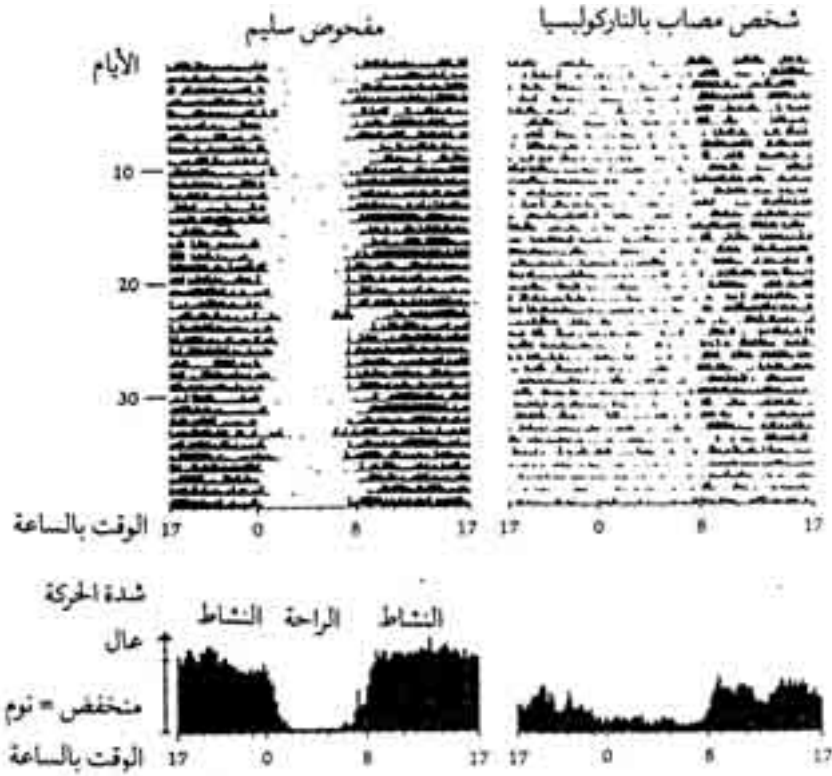 مفحوص سليم
شخص مصاب بالناركولبسيا
الأيام
10
20
30
الوقت بالساعة
17 0 8 17
17 0 8 17
شدة الحركة
عال
منخفض = نوم
النشاط الراحة النشاط
الوقت بالساعة
17 0 8 17
17 0 8 17